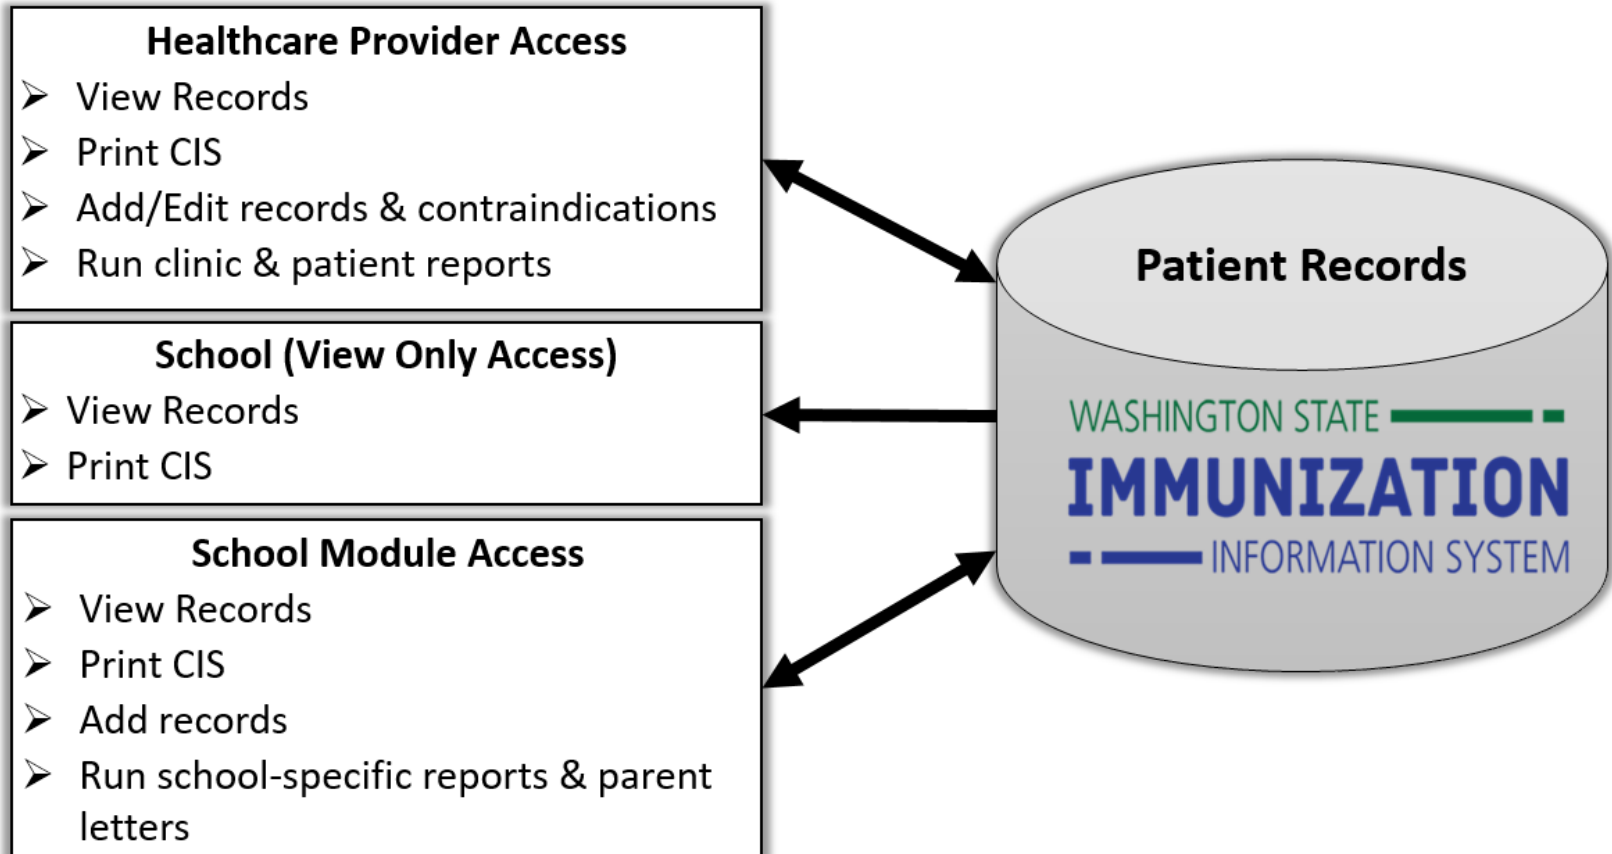 Healthcare Provider Access
View Records
Print CIS
Add/Edit records & contraindications
Run clinic & patient reports
School (View Only Access)
View Records
Print CIS
School Module Access
View Records
Print CIS
Add records
Run school-specific reports & parent
letters
Patient Records
WASHINGTON STATE
IMMUNIZATION
INFORMATION SYSTEM